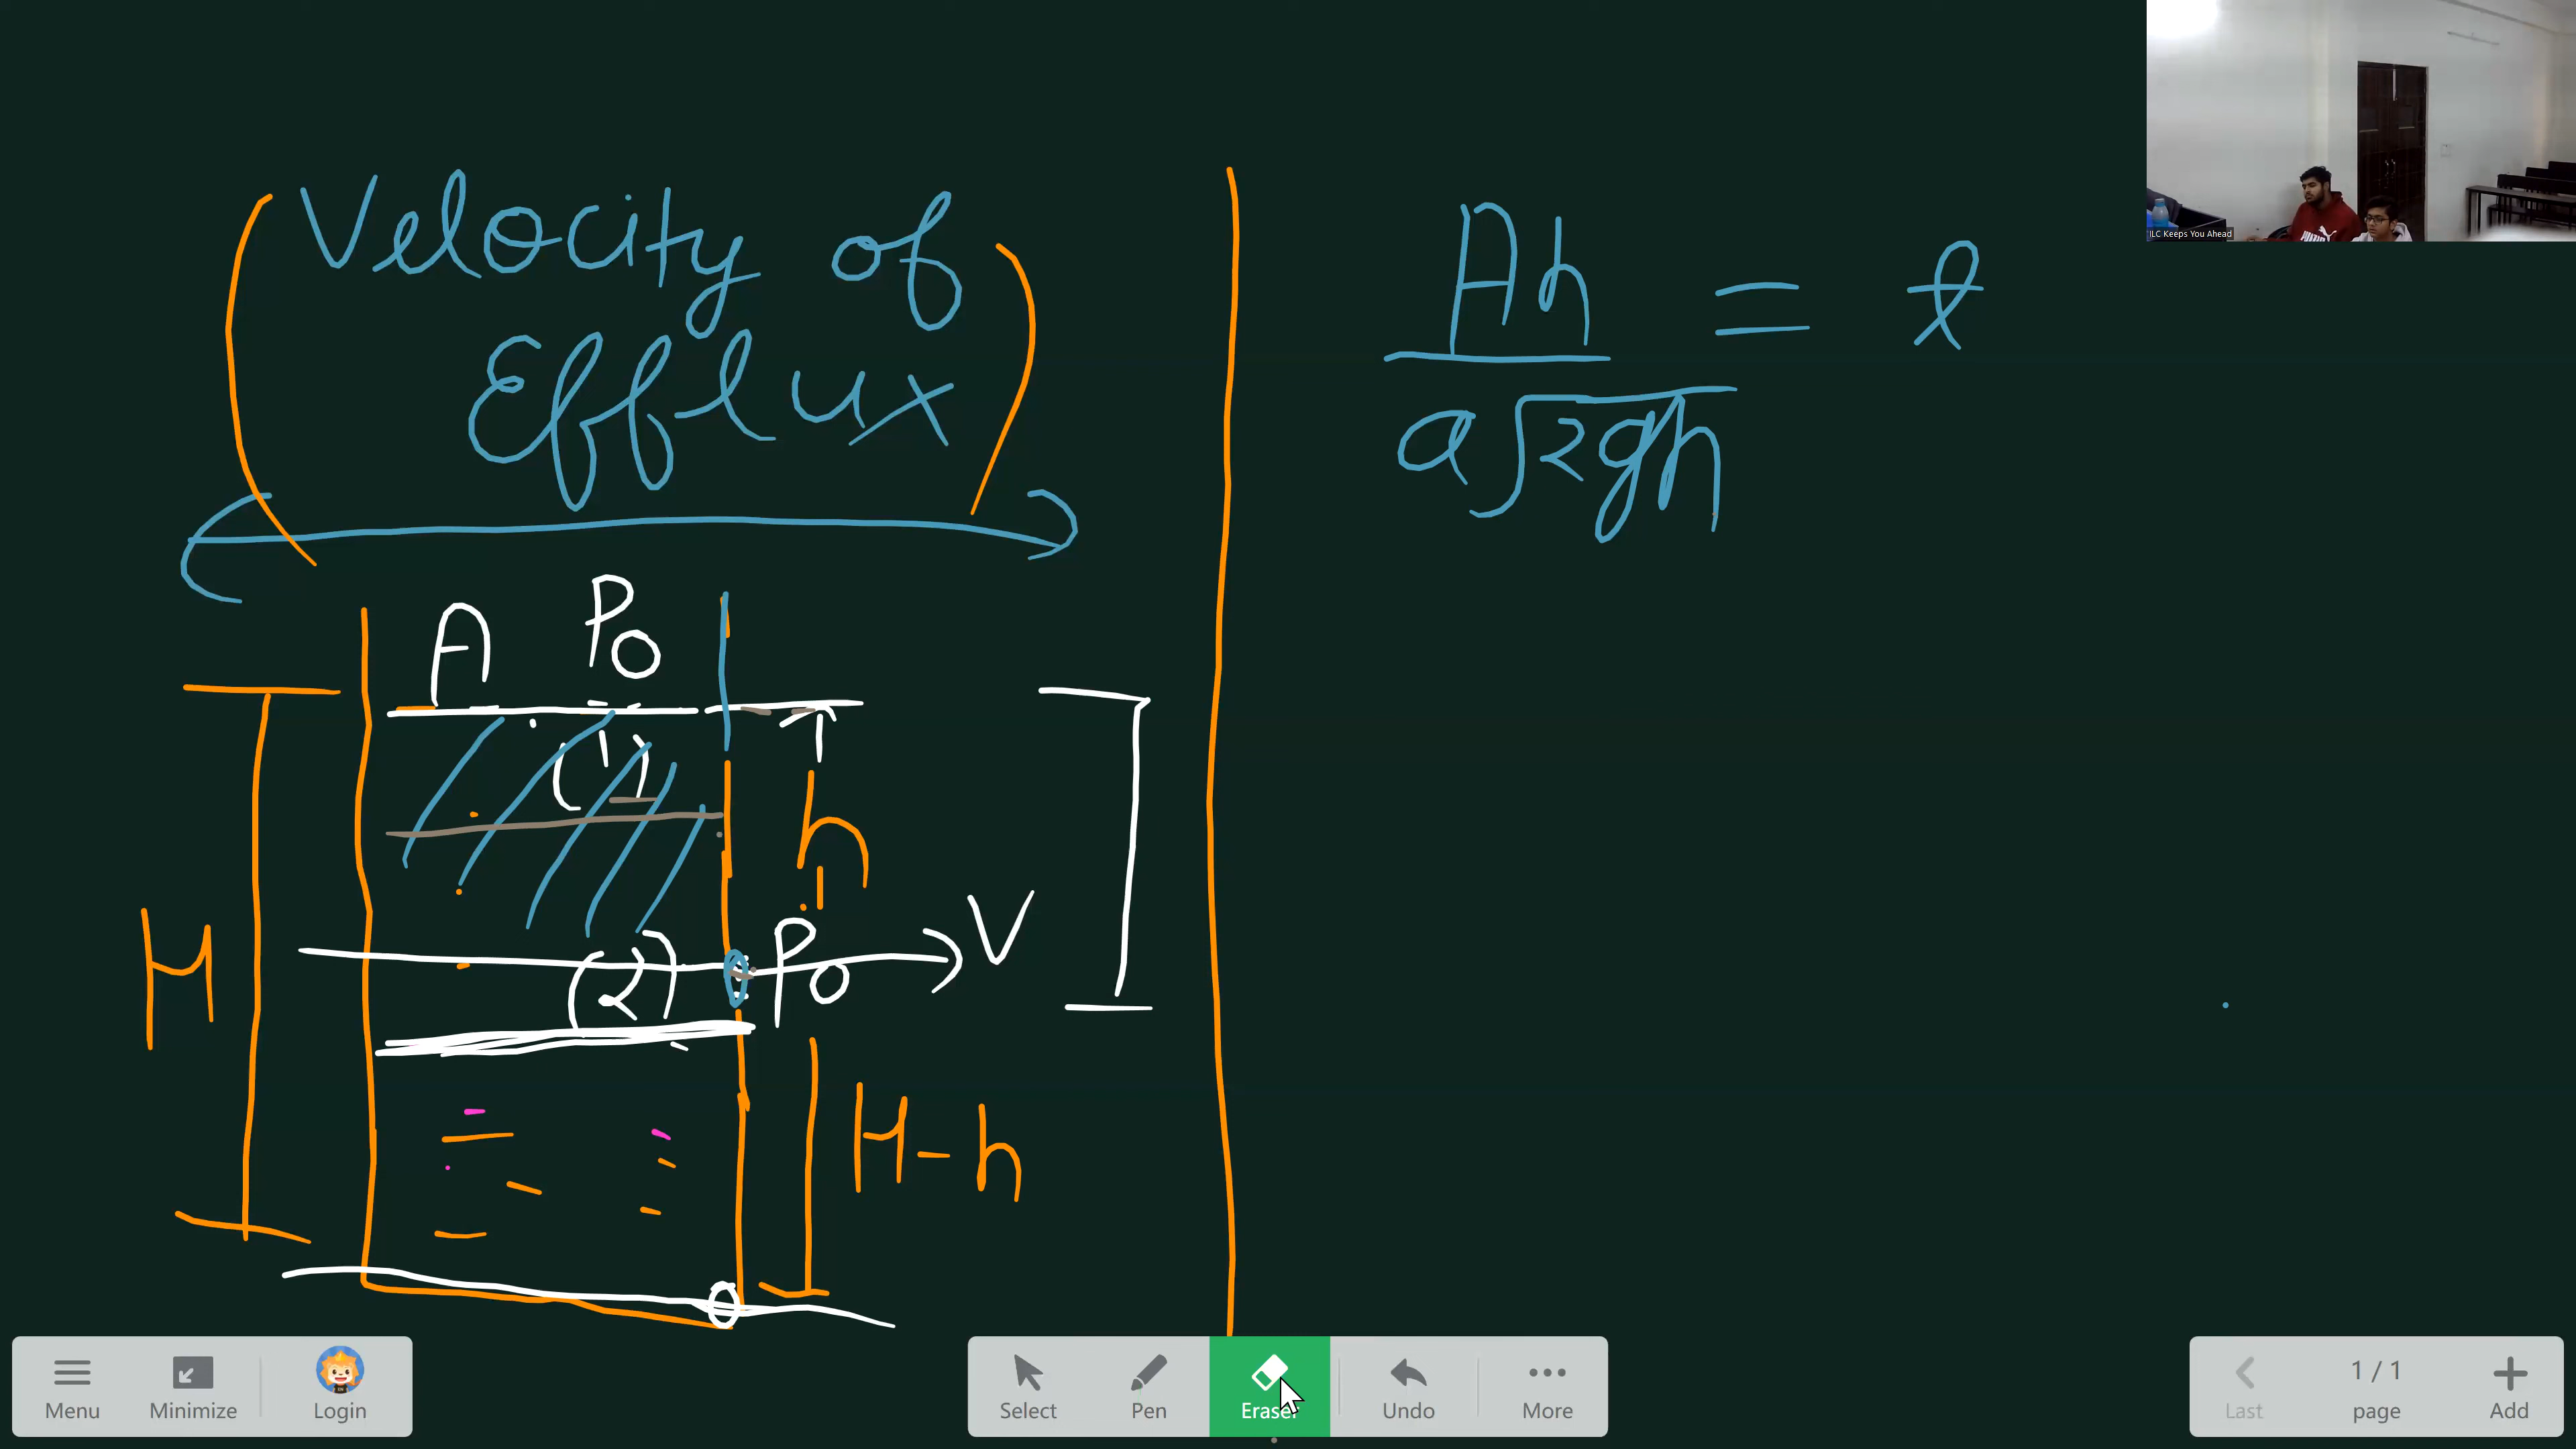 Velocity of
Efflux
A P0
(1)
h
H
(2)
P0
V
H-h
Ah = t
a√2gh
ILC Keeps You Ahead
Menu
Minimize
Login
Select
Pen
Eraser
Undo
More
Last
1 / 1
page
Add